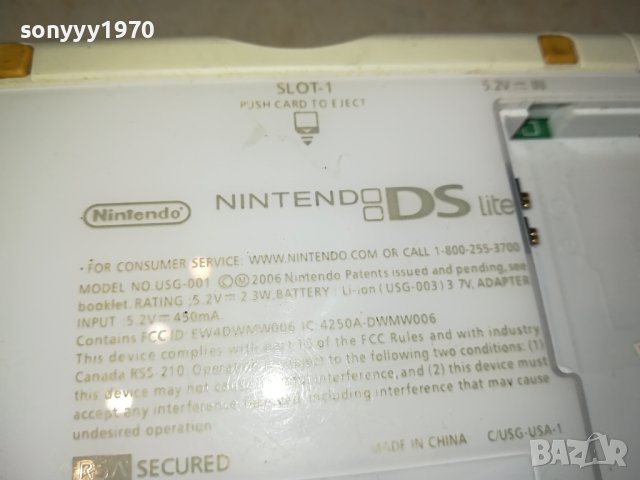 sonyyy1970
SLOT-1
PUSH CARD TO EJECT
5.2V
Nintendo
NINTENDO DS lite
FOR CONSUMER SERVICE: WWW.NINTENDO.COM OR CALL 1-800-255-3700
MODEL NO.USG-001 ©Ⓜ2006 Nintendo Patents issued and pending, see
booklet. RATING :5.2V⎓2.3W.BATTERY : Li-ion (USG-003) 3 7V. ADAPTER
INPUT :5.2V⎓450mA.
Contains FCC ID: EW4DWMW006 IC: 4250A-DWMW006
This device complies with part 15 of the FCC Rules and with industry
Canada RSS-210. Operation subject to the following two conditions: (1)
this device may not cause interference, and (2) this device must
accept any interference including interference that may cause
undesired operation
MADE IN CHINA C/USG-USA-1
RSA SECURED
BAZAR
bg